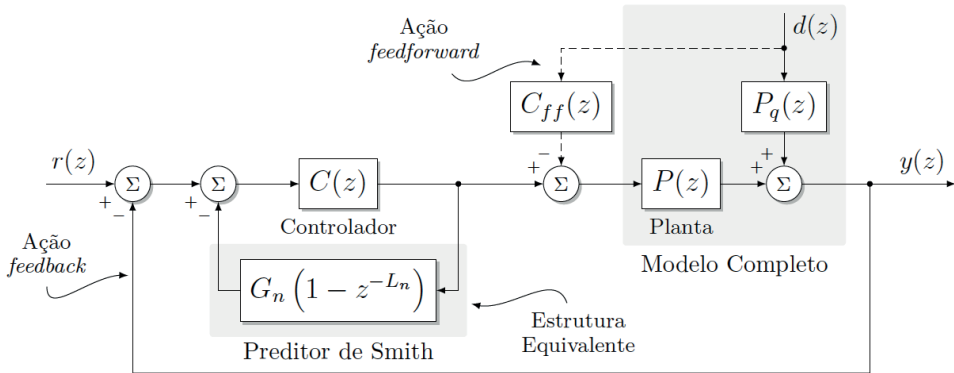 Ação
feedforward
d(z)
C_{ff}(z)
P_q(z)
r(z)
Σ
+
−
Σ
+
−
C(z)
Controlador
−
+
Σ
P(z)
Planta
+
+
Σ
y(z)
Modelo Completo
Ação
feedback
G_n (1 − z^{−L_n})
Preditor de Smith
Estrutura
Equivalente